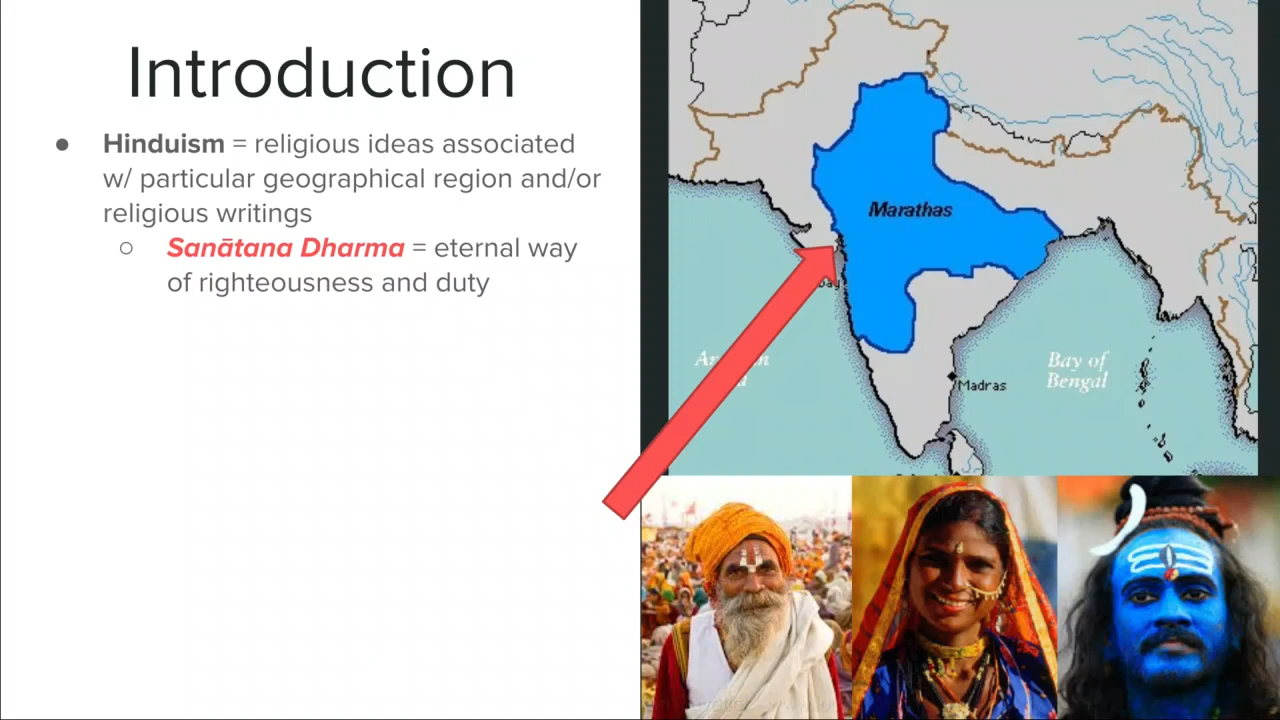 Introduction
● Hinduism = religious ideas associated
w/ particular geographical region and/or
religious writings
○ Sanātana Dharma = eternal way
of righteousness and duty
Marathas
Bay of
Bengal
Madras